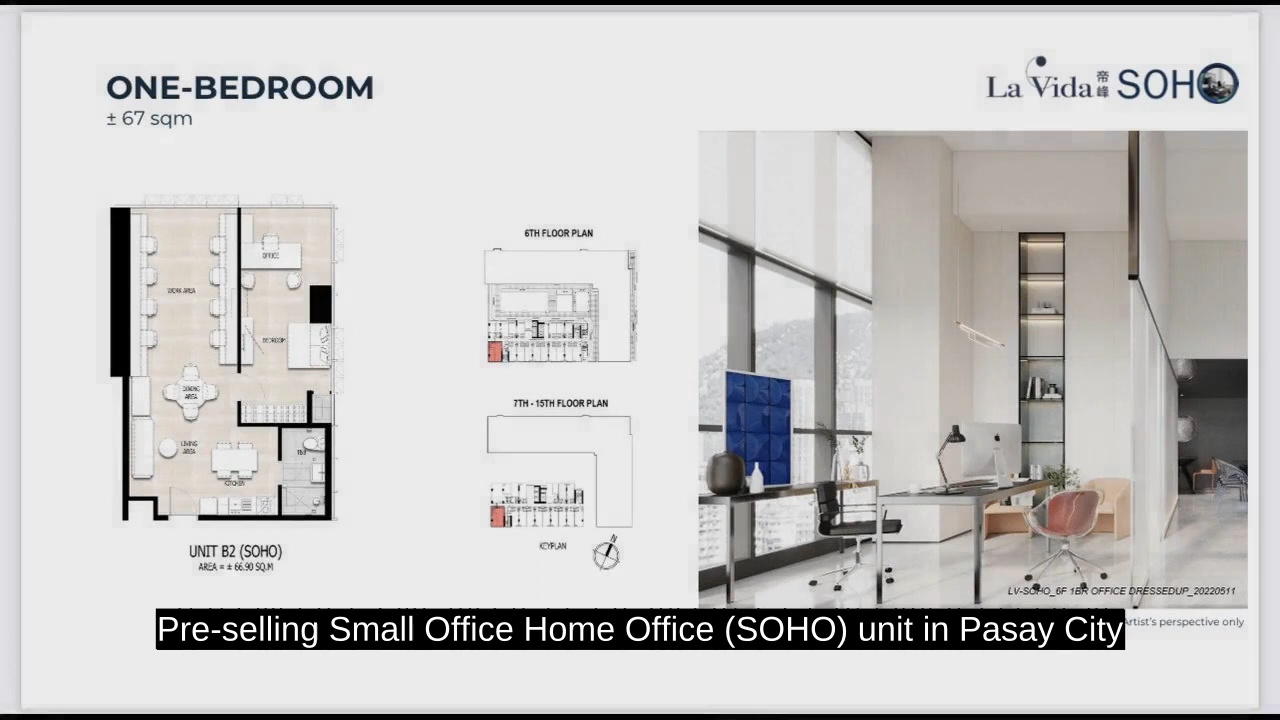 ONE-BEDROOM
± 67 sqm
La Vida 帝峰 SOHO
OFFICE
WORK AREA
BEDROOM
DINING
AREA
LIVING
AREA
KITCHEN
T&B
UNIT B2 (SOHO)
AREA = ± 66.90 SQ.M
6TH FLOOR PLAN
7TH - 15TH FLOOR PLAN
KEYPLAN
N
LV-SOHO_6F 1BR OFFICE DRESSEDUP_20220511
Artist's perspective only
Pre-selling Small Office Home Office (SOHO) unit in Pasay City